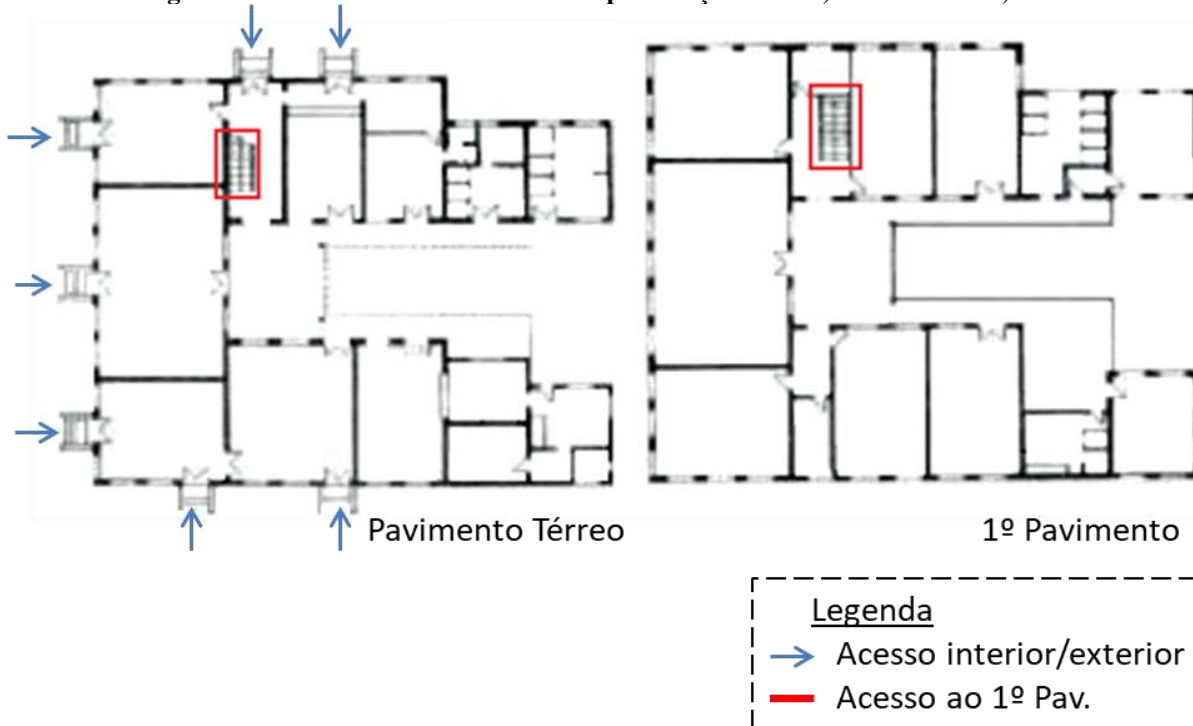 Pavimento Térreo
1º Pavimento
Legenda
Acesso interior/exterior
Acesso ao 1º Pav.